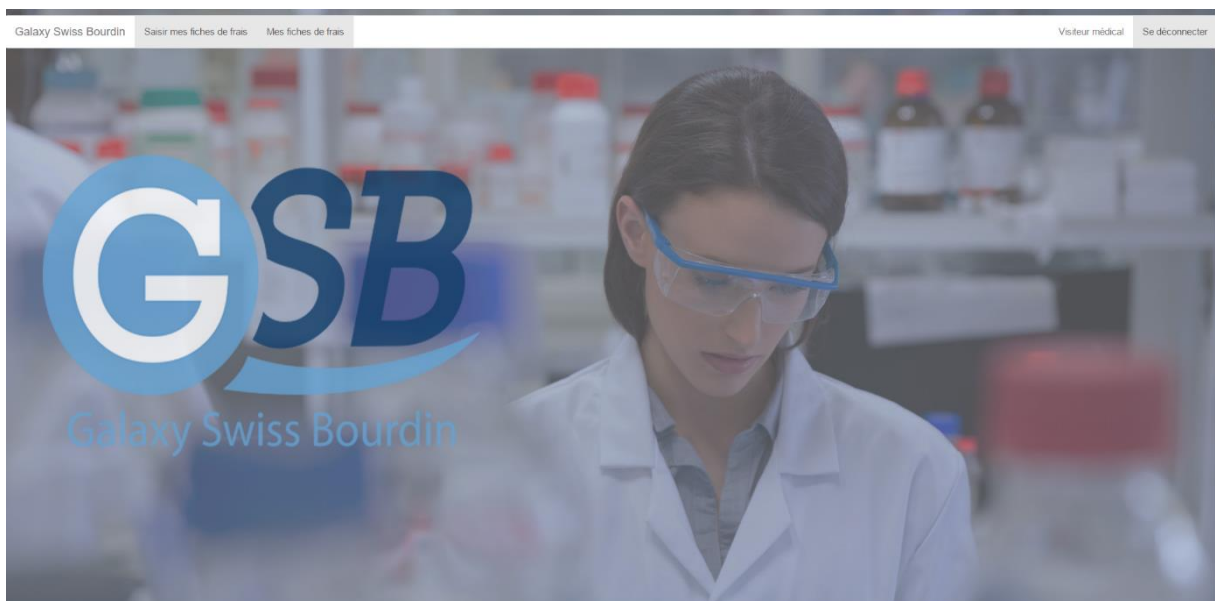 Galaxy Swiss Bourdin Saisir mes fiches de frais Mes fiches de frais Visiteur médical Se déconnecter
GSB
Galaxy Swiss Bourdin